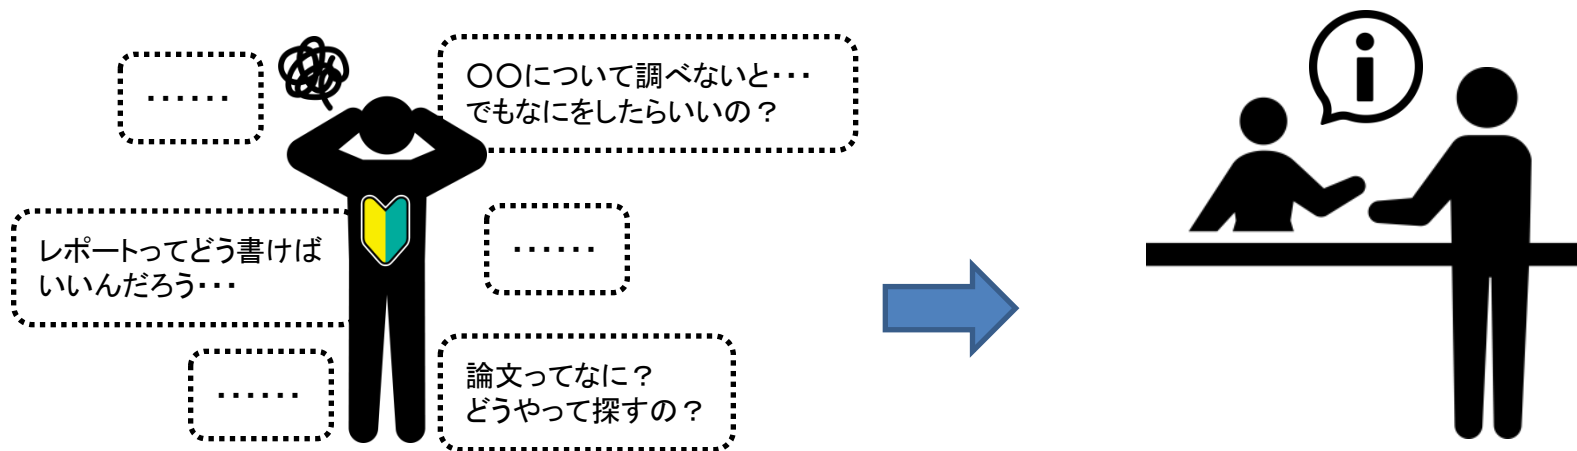 ・・・・・・
〇〇について調べないと・・・
でもなにをしたらいいの？
レポートってどう書けば
いいんだろう・・・
・・・・・・
・・・・・・
論文ってなに？
どうやって探すの？
i